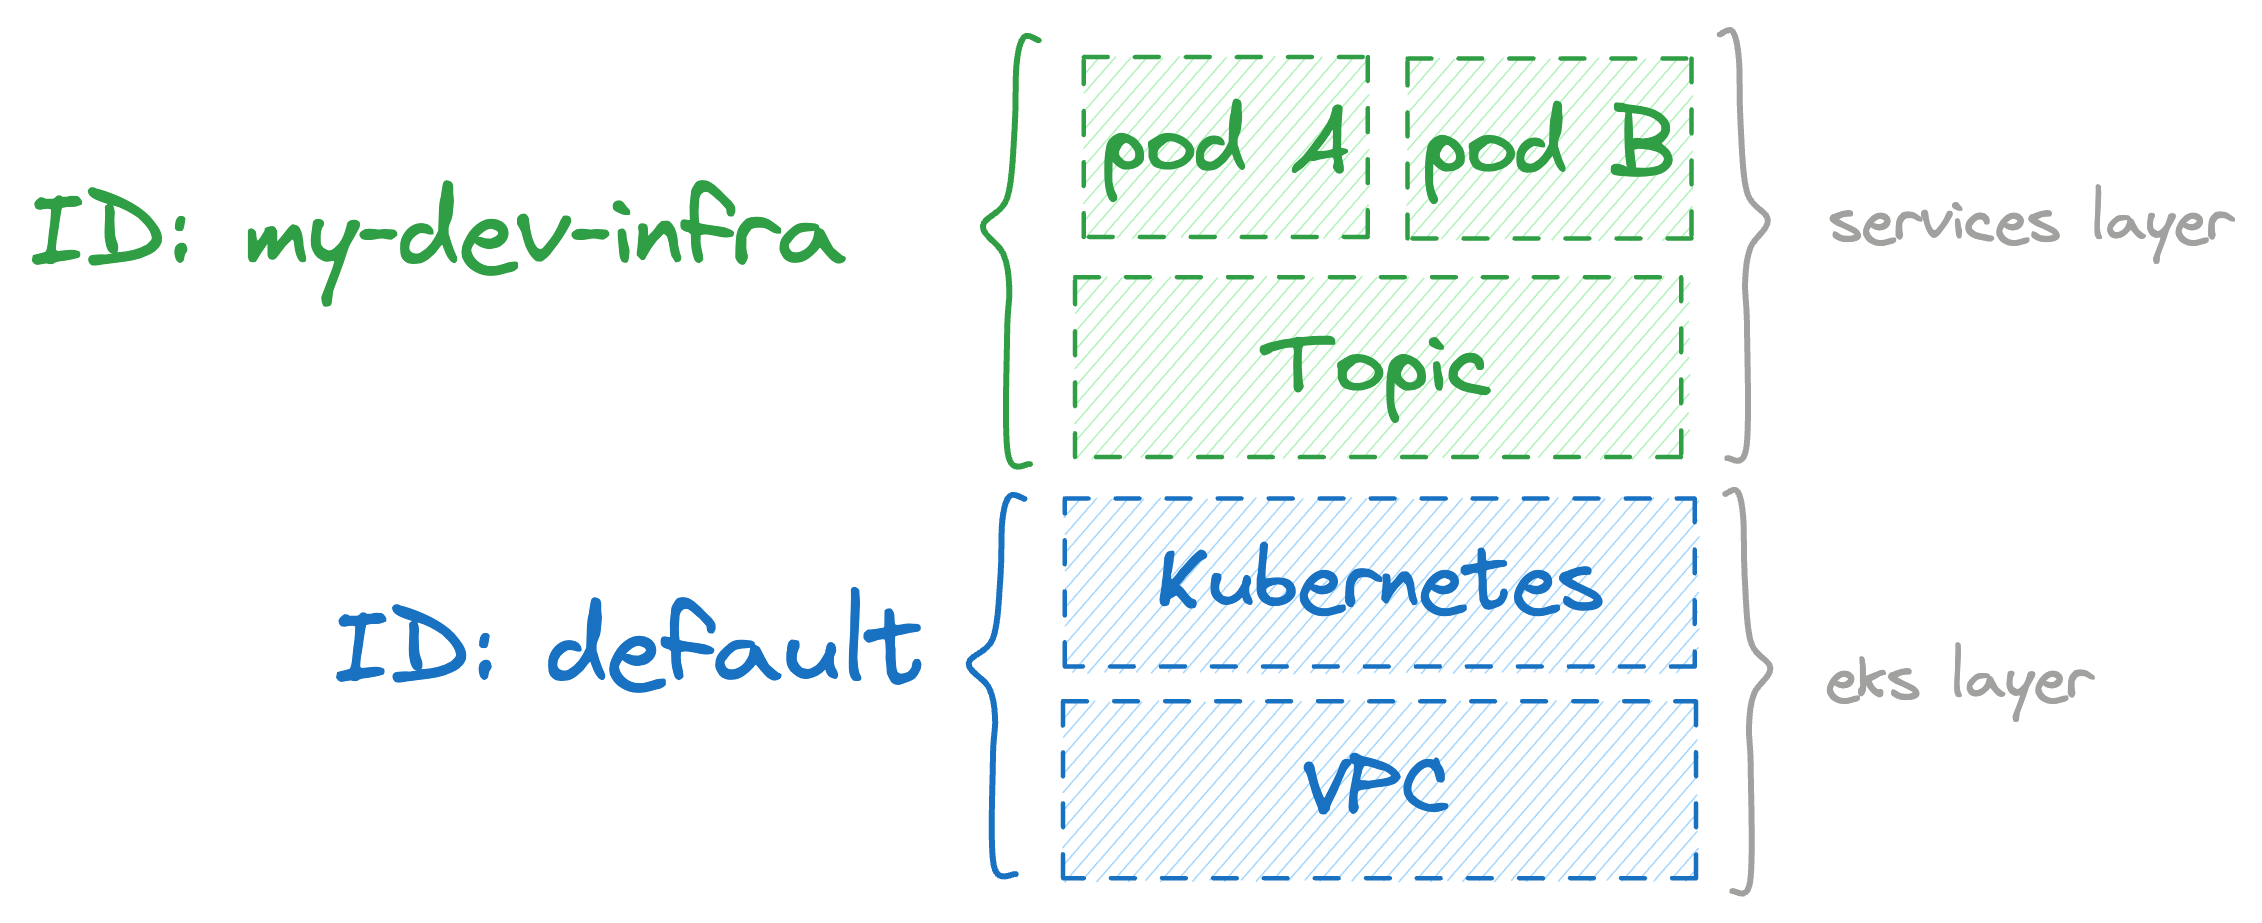 pod A
pod B
ID: my-dev-infra
services layer
Topic
Kubernetes
ID: default
eks layer
VPC